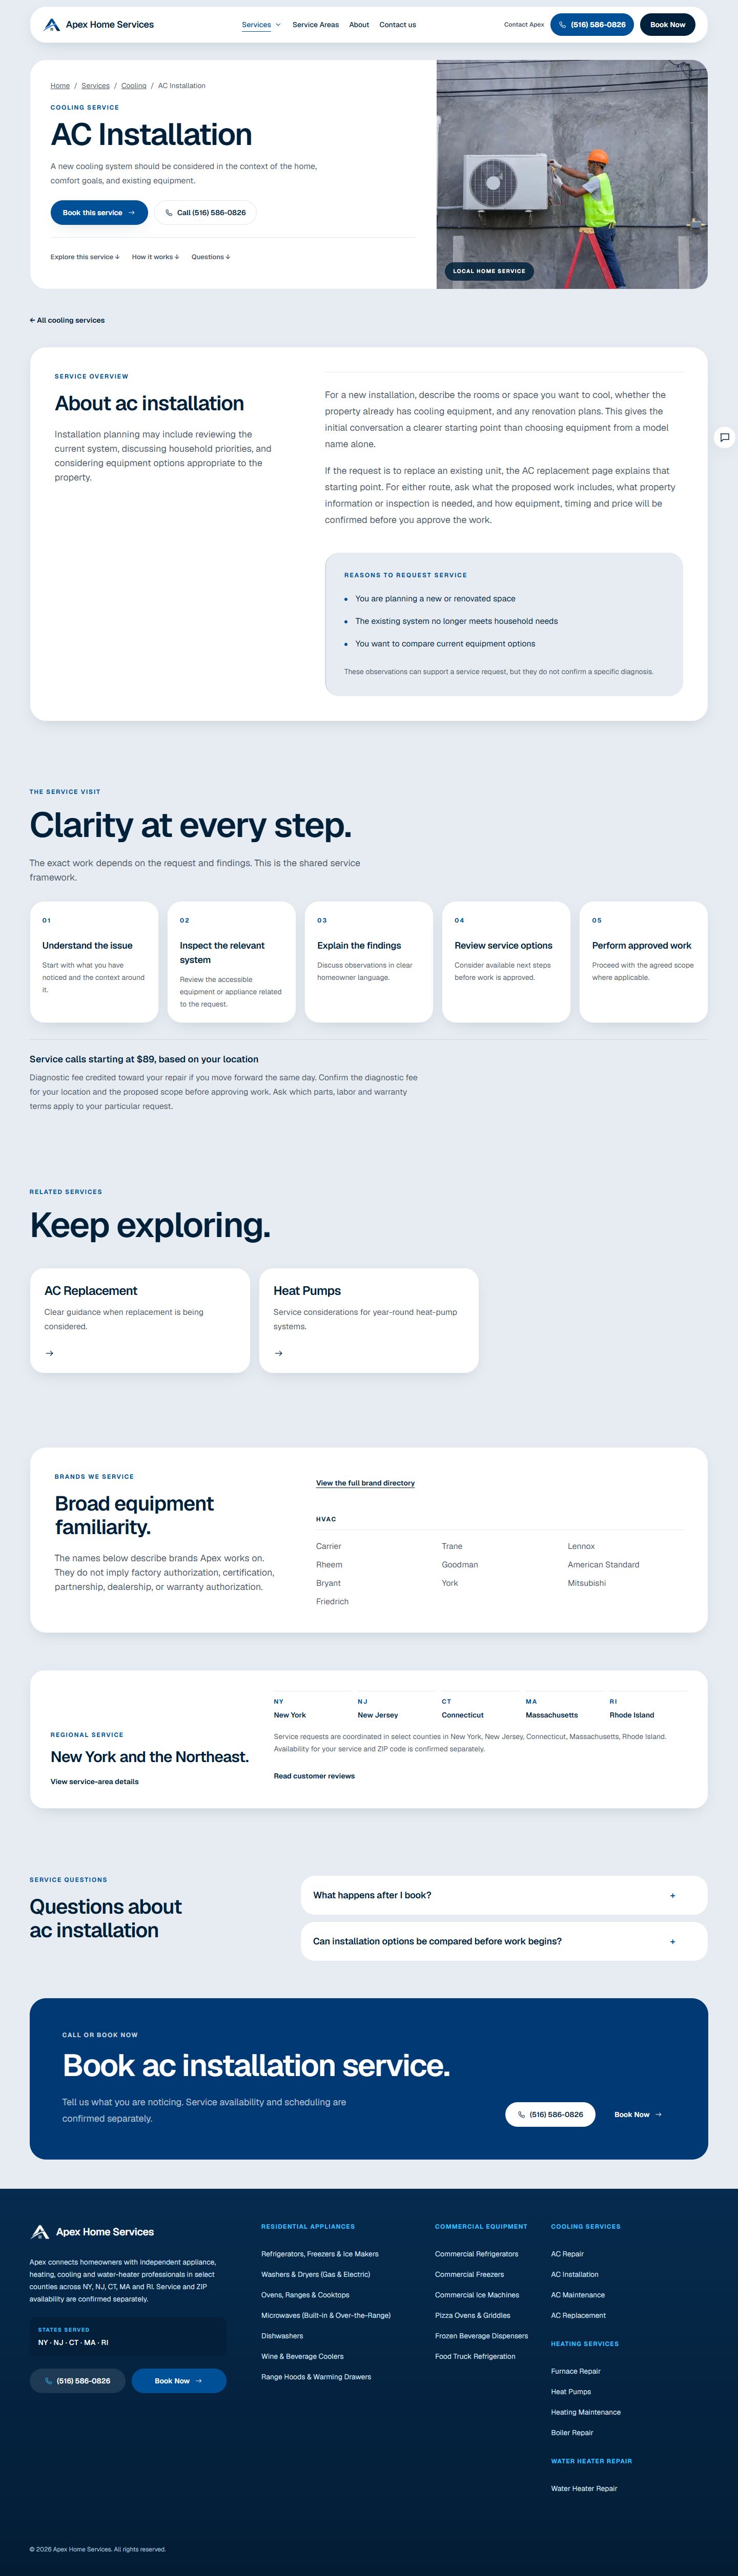 Apex Home Services
Services
Service Areas
About
Contact us
Contact Apex
(516) 586-0826
Book Now
Home / Services / Cooling / AC Installation
COOLING SERVICE
AC Installation
A new cooling system should be considered in the context of the home,
comfort goals, and existing equipment.
Book this service →
Call (516) 586-0826
Explore this service ↓
How it works ↓
Questions ↓
LOCAL HOME SERVICE
← All cooling services
SERVICE OVERVIEW
About ac installation
Installation planning may include reviewing the
current system, discussing household priorities, and
considering equipment options appropriate to the
property.
For a new installation, describe the rooms or space you want to cool, whether the
property already has cooling equipment, and any renovation plans. This gives the
initial conversation a clearer starting point than choosing equipment from a model
name alone.
If the request is to replace an existing unit, the AC replacement page explains that
starting point. For either route, ask what the proposed work includes, what property
information or inspection is needed, and how equipment, timing and price will be
confirmed before you approve the work.
REASONS TO REQUEST SERVICE
You are planning a new or renovated space
The existing system no longer meets household needs
You want to compare current equipment options
These observations can support a service request, but they do not confirm a specific diagnosis.
THE SERVICE VISIT
Clarity at every step.
The exact work depends on the request and findings. This is the shared service
framework.
01
Understand the issue
Start with what you have
noticed and the context around
it.
02
Inspect the relevant
system
Review the accessible
equipment or appliance related
to the request.
03
Explain the findings
Discuss observations in clear
homeowner language.
04
Review service options
Consider available next steps
before work is approved.
05
Perform approved work
Proceed with the agreed scope
where applicable.
Service calls starting at $89, based on your location
Diagnostic fee credited toward your repair if you move forward the same day. Confirm the diagnostic fee
for your location and the proposed scope before approving work. Ask which parts, labor and warranty
terms apply to your particular request.
RELATED SERVICES
Keep exploring.
AC Replacement
Clear guidance when replacement is being
considered.
→
Heat Pumps
Service considerations for year-round heat-pump
systems.
→
BRANDS WE SERVICE
Broad equipment
familiarity.
The names below describe brands Apex works on.
They do not imply factory authorization, certification,
partnership, dealership, or warranty authorization.
View the full brand directory
HVAC
Carrier
Trane
Lennox
Rheem
Goodman
American Standard
Bryant
York
Mitsubishi
Friedrich
REGIONAL SERVICE
New York and the Northeast.
View service-area details
NY
New York
NJ
New Jersey
CT
Connecticut
MA
Massachusetts
RI
Rhode Island
Service requests are coordinated in select counties in New York, New Jersey, Connecticut, Massachusetts, Rhode Island.
Availability for your service and ZIP code is confirmed separately.
Read customer reviews
SERVICE QUESTIONS
Questions about
ac installation
What happens after I book? +
Can installation options be compared before work begins? +
CALL OR BOOK NOW
Book ac installation service.
Tell us what you are noticing. Service availability and scheduling are
confirmed separately.
(516) 586-0826
Book Now →
Apex Home Services
Apex connects homeowners with independent appliance,
heating, cooling and water-heater professionals in select
counties across NY, NJ, CT, MA and RI. Service and ZIP
availability are confirmed separately.
STATES SERVED
NY · NJ · CT · MA · RI
(516) 586-0826
Book Now →
RESIDENTIAL APPLIANCES
Refrigerators, Freezers & Ice Makers
Washers & Dryers (Gas & Electric)
Ovens, Ranges & Cooktops
Microwaves (Built-in & Over-the-Range)
Dishwashers
Wine & Beverage Coolers
Range Hoods & Warming Drawers
COMMERCIAL EQUIPMENT
Commercial Refrigerators
Commercial Freezers
Commercial Ice Machines
Pizza Ovens & Griddles
Frozen Beverage Dispensers
Food Truck Refrigeration
COOLING SERVICES
AC Repair
AC Installation
AC Maintenance
AC Replacement
HEATING SERVICES
Furnace Repair
Heat Pumps
Heating Maintenance
Boiler Repair
WATER HEATER REPAIR
Water Heater Repair
© 2026 Apex Home Services. All rights reserved.